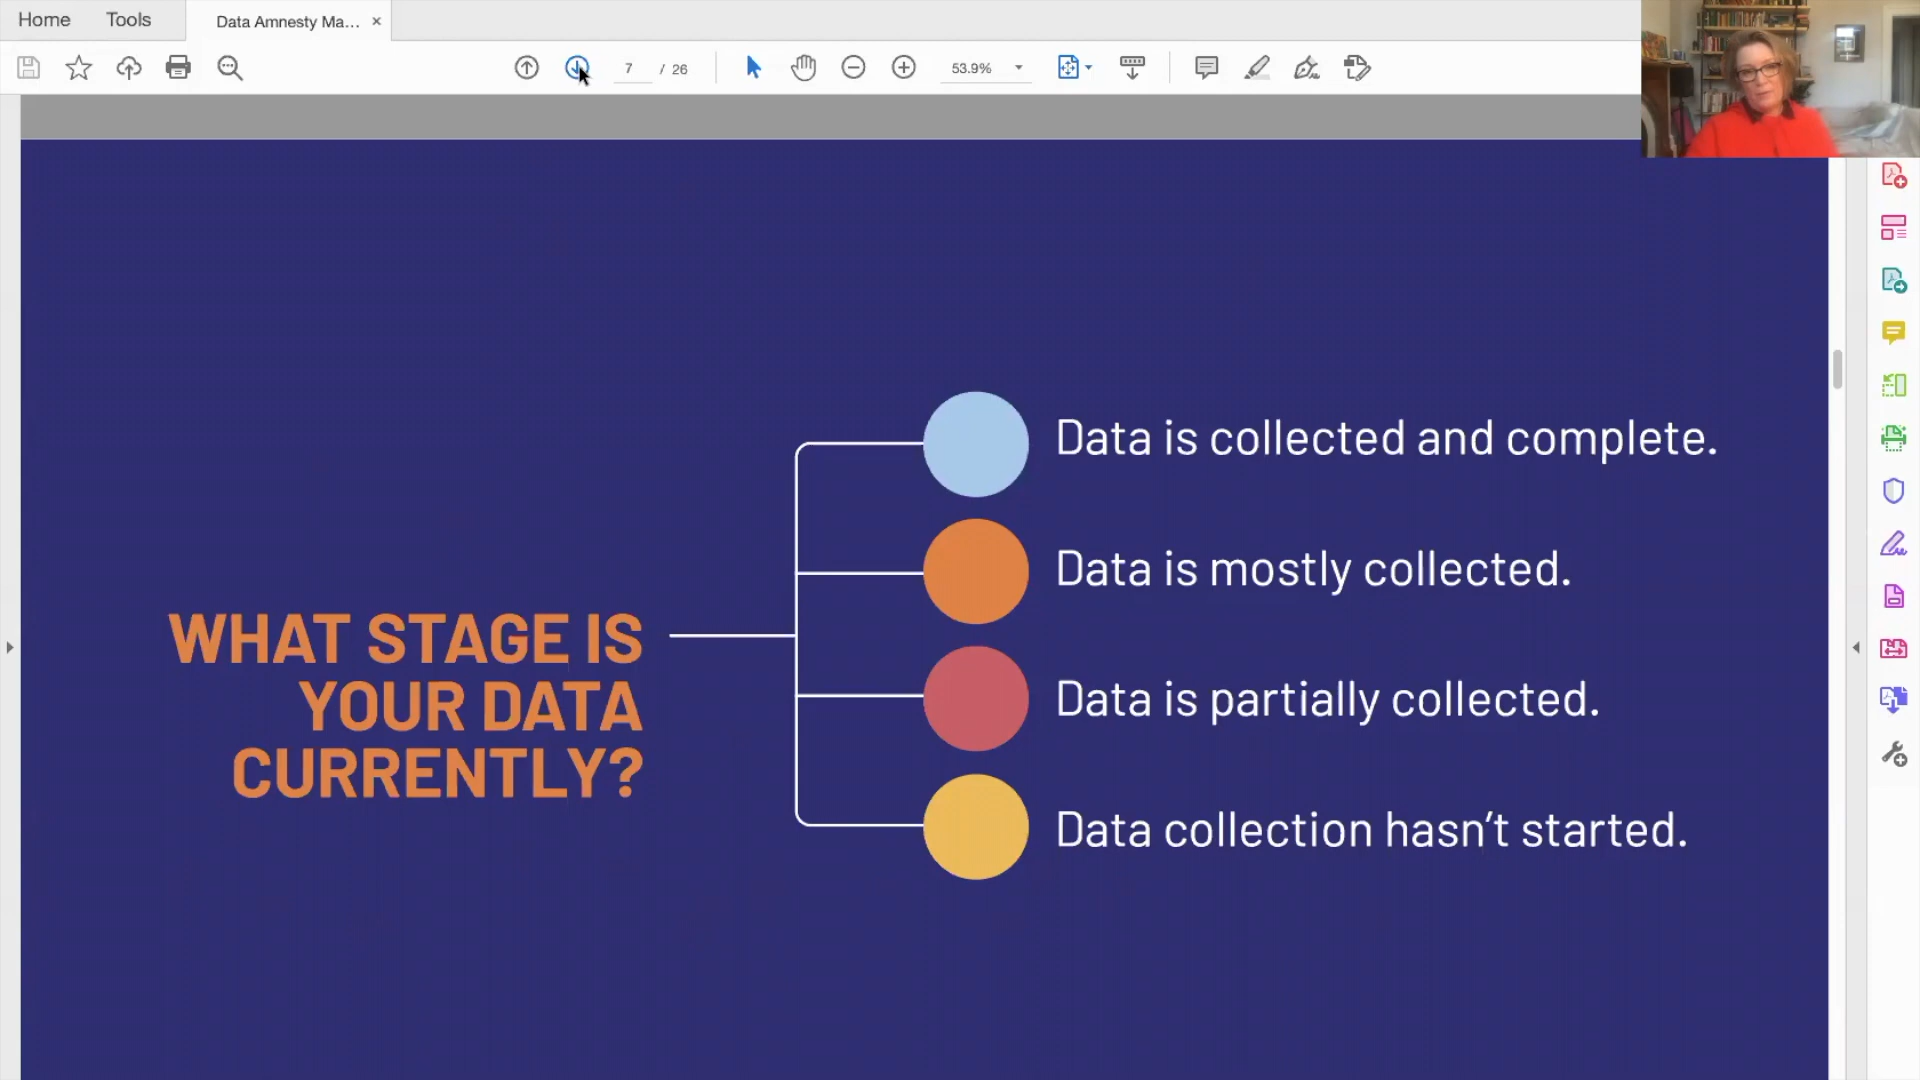 Home
Tools
Data Amnesty Ma...
7 / 26
53.9%
WHAT STAGE IS
YOUR DATA
CURRENTLY?
Data is collected and complete.
Data is mostly collected.
Data is partially collected.
Data collection hasn’t started.